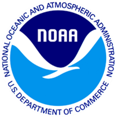 NATIONAL OCEANIC AND ATMOSPHERIC ADMINISTRATION
NOAA
U.S. DEPARTMENT OF COMMERCE